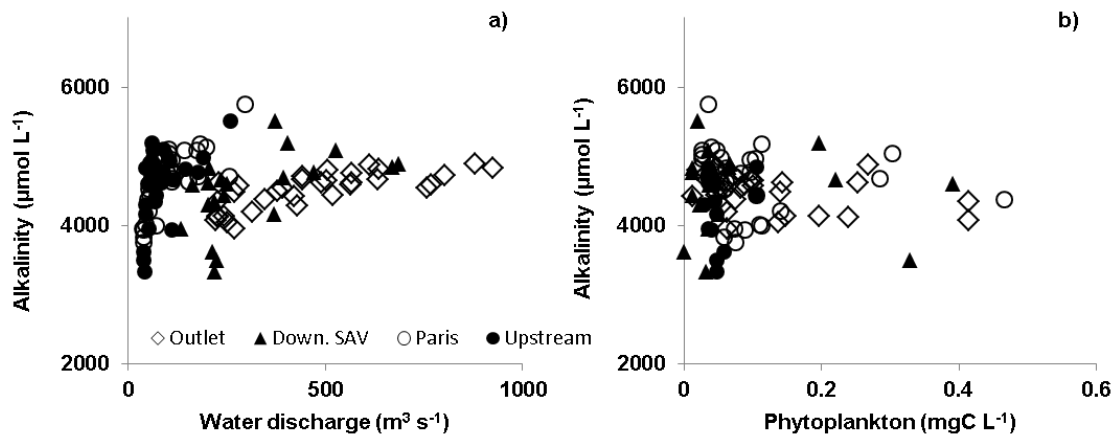 a)
Alkalinity (µmol L⁻¹)
6000
4000
2000
Outlet
Down. SAV
Paris
Upstream
0
500
1000
Water discharge (m³ s⁻¹)
b)
Alkalinity (µmol L⁻¹)
6000
4000
2000
0
0.2
0.4
0.6
Phytoplankton (mgC L⁻¹)